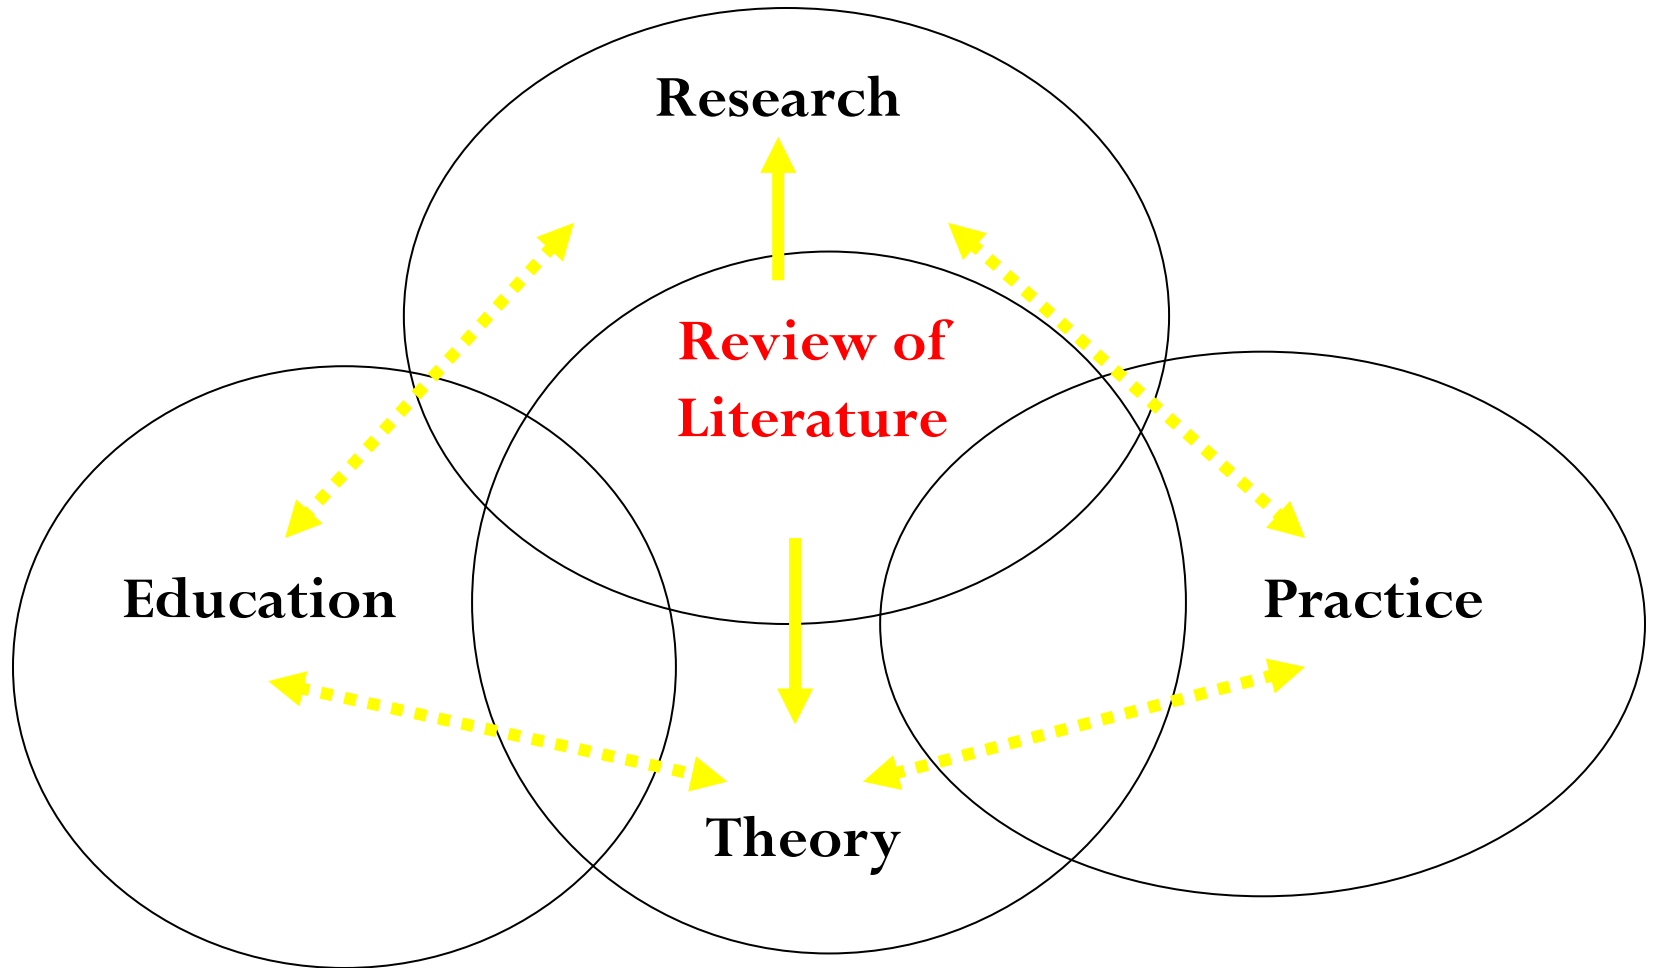 Research
Review of
Literature
Education
Practice
Theory